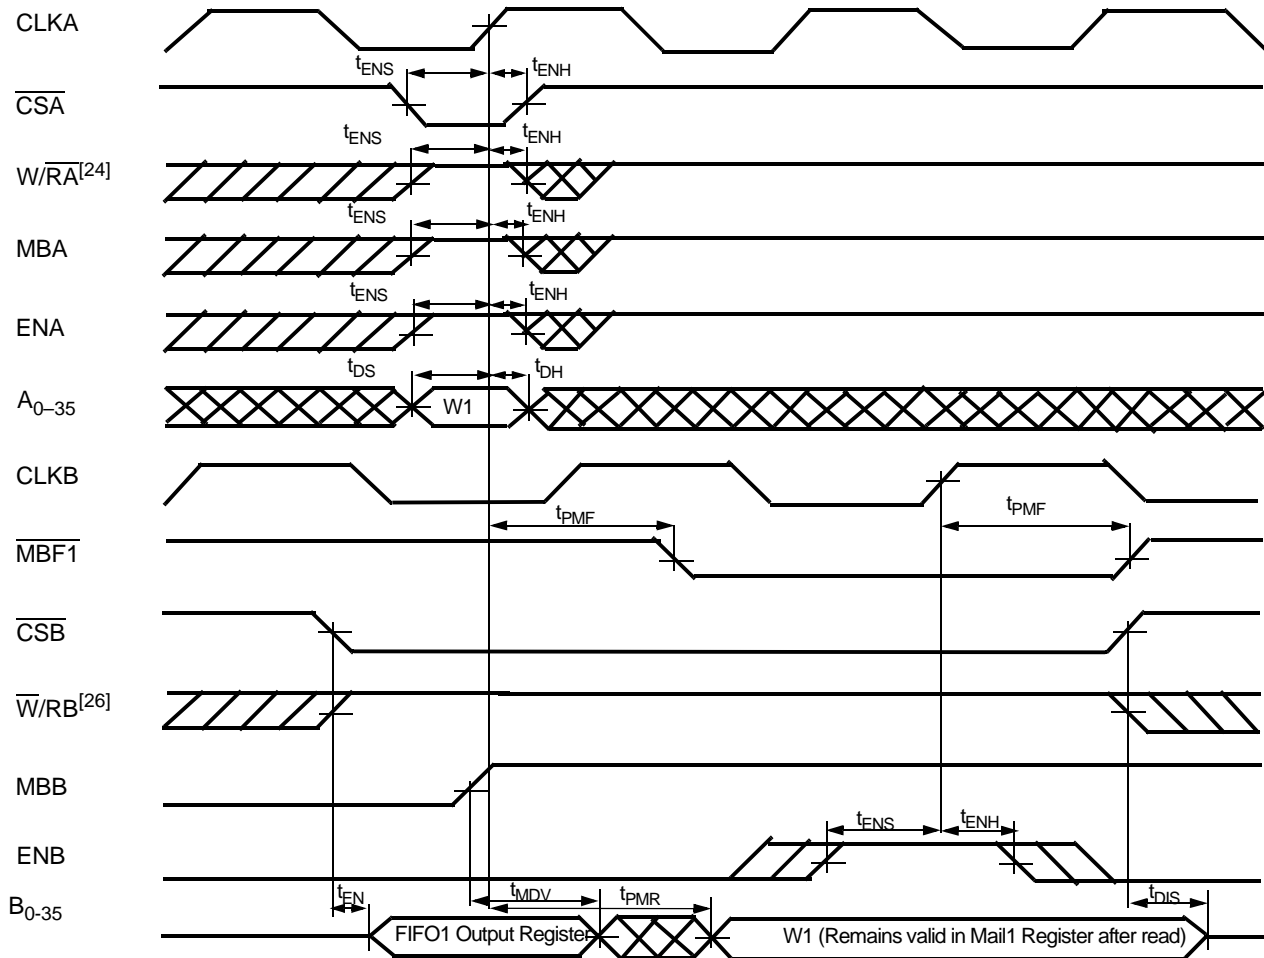 CLKA
tENS tENH
CSA
tENS tENH
W/RA[24]
tENS tENH
MBA
tENS tENH
ENA
tDS tDH
A0–35
W1
CLKB
tPMF tPMF
MBF1
CSB
W/RB[26]
MBB
tENS tENH
ENB
tEN tMDV tPMR tDIS
B0-35
FIFO1 Output Register W1 (Remains valid in Mail1 Register after read)